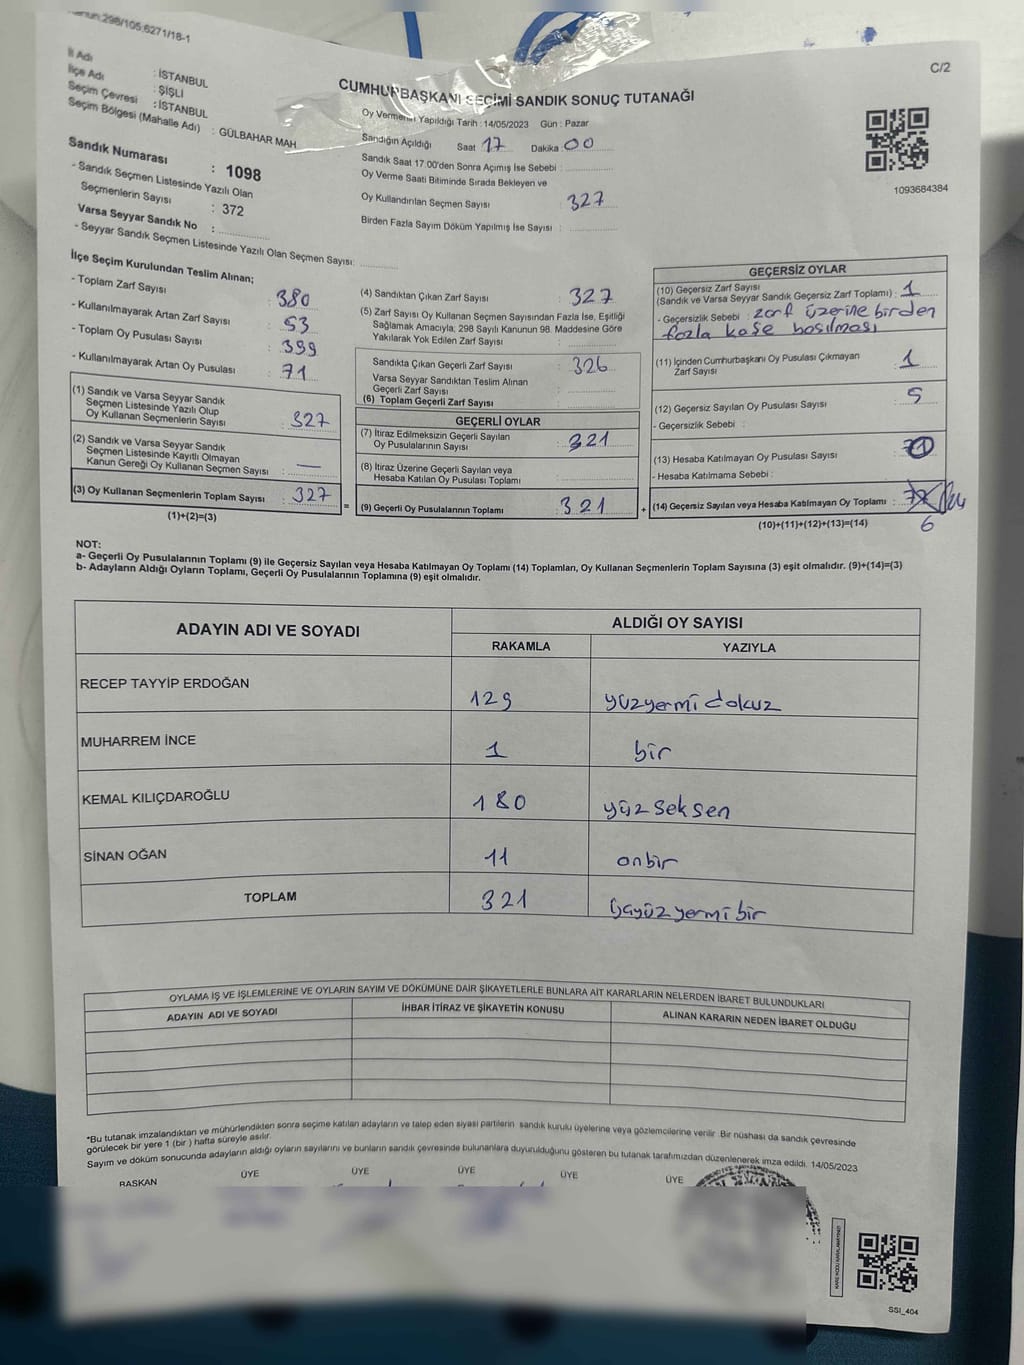 Kanun:298/105,6271/18-1
C/2
İl Adı : İSTANBUL
İlçe Adı : ŞİŞLİ
Seçim Çevresi : İSTANBUL
Seçim Bölgesi (Mahalle Adı) : GÜLBAHAR MAH
Sandık Numarası : 1098
- Sandık Seçmen Listesinde Yazılı Olan
Seçmenlerin Sayısı : 372
Varsa Seyyar Sandık No :
- Seyyar Sandık Seçmen Listesinde Yazılı Olan Seçmen Sayısı:
CUMHURBAŞKANI SEÇİMİ SANDIK SONUÇ TUTANAĞI
Oy Vermenin Yapıldığı Tarih : 14/05/2023 Gün : Pazar
Sandığın Açıldığı Saat 17 Dakika 00
Sandık Saat 17.00'den Sonra Açımış İse Sebebi :
Oy Verme Saati Bitiminde Sırada Bekleyen ve
Oy Kullandırılan Seçmen Sayısı : 327
Birden Fazla Sayım Döküm Yapılmış İse Sayısı :
1093684384
İlçe Seçim Kurulundan Teslim Alınan;
- Toplam Zarf Sayısı : 380
- Kullanılmayarak Artan Zarf Sayısı : 53
- Toplam Oy Pusulası Sayısı : 399
- Kullanılmayarak Artan Oy Pusulası : 71
(1) Sandık ve Varsa Seyyar Sandık
Seçmen Listesinde Yazılı Olup
Oy Kullanan Seçmenlerin Sayısı : 327
(2) Sandık ve Varsa Seyyar Sandık
Seçmen Listesinde Kayıtlı Olmayan
Kanun Gereği Oy Kullanan Seçmen Sayısı : —
(3) Oy Kullanan Seçmenlerin Toplam Sayısı : 327
(1)+(2)=(3)
(4) Sandıktan Çıkan Zarf Sayısı : 327
(5) Zarf Sayısı Oy Kullanan Seçmen Sayısından Fazla İse, Eşitliği
Sağlamak Amacıyla; 298 Sayılı Kanunun 98. Maddesine Göre
Yakılarak Yok Edilen Zarf Sayısı :
Sandıkta Çıkan Geçerli Zarf Sayısı : 326
Varsa Seyyar Sandıktan Teslim Alınan
Geçerli Zarf Sayısı :
(6) Toplam Geçerli Zarf Sayısı :
GEÇERLİ OYLAR
(7) İtiraz Edilmeksizin Geçerli Sayılan
Oy Pusulalarının Sayısı : 321
(8) İtiraz Üzerine Geçerli Sayılan veya
Hesaba Katılan Oy Pusulası Toplamı :
= (9) Geçerli Oy Pusulalarının Toplamı : 321
GEÇERSİZ OYLAR
(10) Geçersiz Zarf Sayısı
(Sandık ve Varsa Seyyar Sandık Geçersiz Zarf Toplamı) : 1
- Geçersizlik Sebebi : zarf üzerine birden
fazla kaşe basılması
(11) İçinden Cumhurbaşkanı Oy Pusulası Çıkmayan
Zarf Sayısı : 1
(12) Geçersiz Sayılan Oy Pusulası Sayısı : 5
- Geçersizlik Sebebi :
(13) Hesaba Katılmayan Oy Pusulası Sayısı :
- Hesaba Katılmama Sebebi :
+ (14) Geçersiz Sayılan veya Hesaba Katılmayan Oy Toplamı :
6
(10)+(11)+(12)+(13)=(14)
NOT:
a- Geçerli Oy Pusulalarının Toplamı (9) ile Geçersiz Sayılan veya Hesaba Katılmayan Oy Toplamı (14) Toplamları, Oy Kullanan Seçmenlerin Toplam Sayısına (3) eşit olmalıdır. (9)+(14)=(3)
b- Adayların Aldığı Oyların Toplamı, Geçerli Oy Pusulalarının Toplamına (9) eşit olmalıdır.
ADAYIN ADI VE SOYADI
ALDIĞI OY SAYISI
RAKAMLA YAZIYLA
RECEP TAYYİP ERDOĞAN 129 yüzyermi dokuz
MUHARREM İNCE 1 bir
KEMAL KILIÇDAROĞLU 180 yüz seksen
SİNAN OĞAN 11 onbir
TOPLAM 321 üçyüz yermi bir
OYLAMA İŞ VE İŞLEMLERİNE VE OYLARIN SAYIM VE DÖKÜMÜNE DAİR ŞİKAYETLERLE BUNLARA AİT KARARLARIN NELERDEN İBARET BULUNDUKLARI
ADAYIN ADI VE SOYADI İHBAR İTİRAZ VE ŞİKAYETİN KONUSU ALINAN KARARIN NEDEN İBARET OLDUĞU
*Bu tutanak imzalandıktan ve mühürlendikten sonra seçime katılan adayların ve talep eden siyasi partilerin sandık kurulu üyelerine veya gözlemcilerine verilir. Bir nüshası da sandık çevresinde
görülecek bir yere 1 (bir) hafta süreyle asılır.
Sayım ve döküm sonucunda adayların aldığı oyların sayılarını ve bunların sandık çevresinde bulunanlara duyurulduğunu gösteren bu tutanak tarafımızdan düzenlenerek imza edildi. 14/05/2023
BAŞKAN ÜYE ÜYE ÜYE ÜYE ÜYE
SSI_404